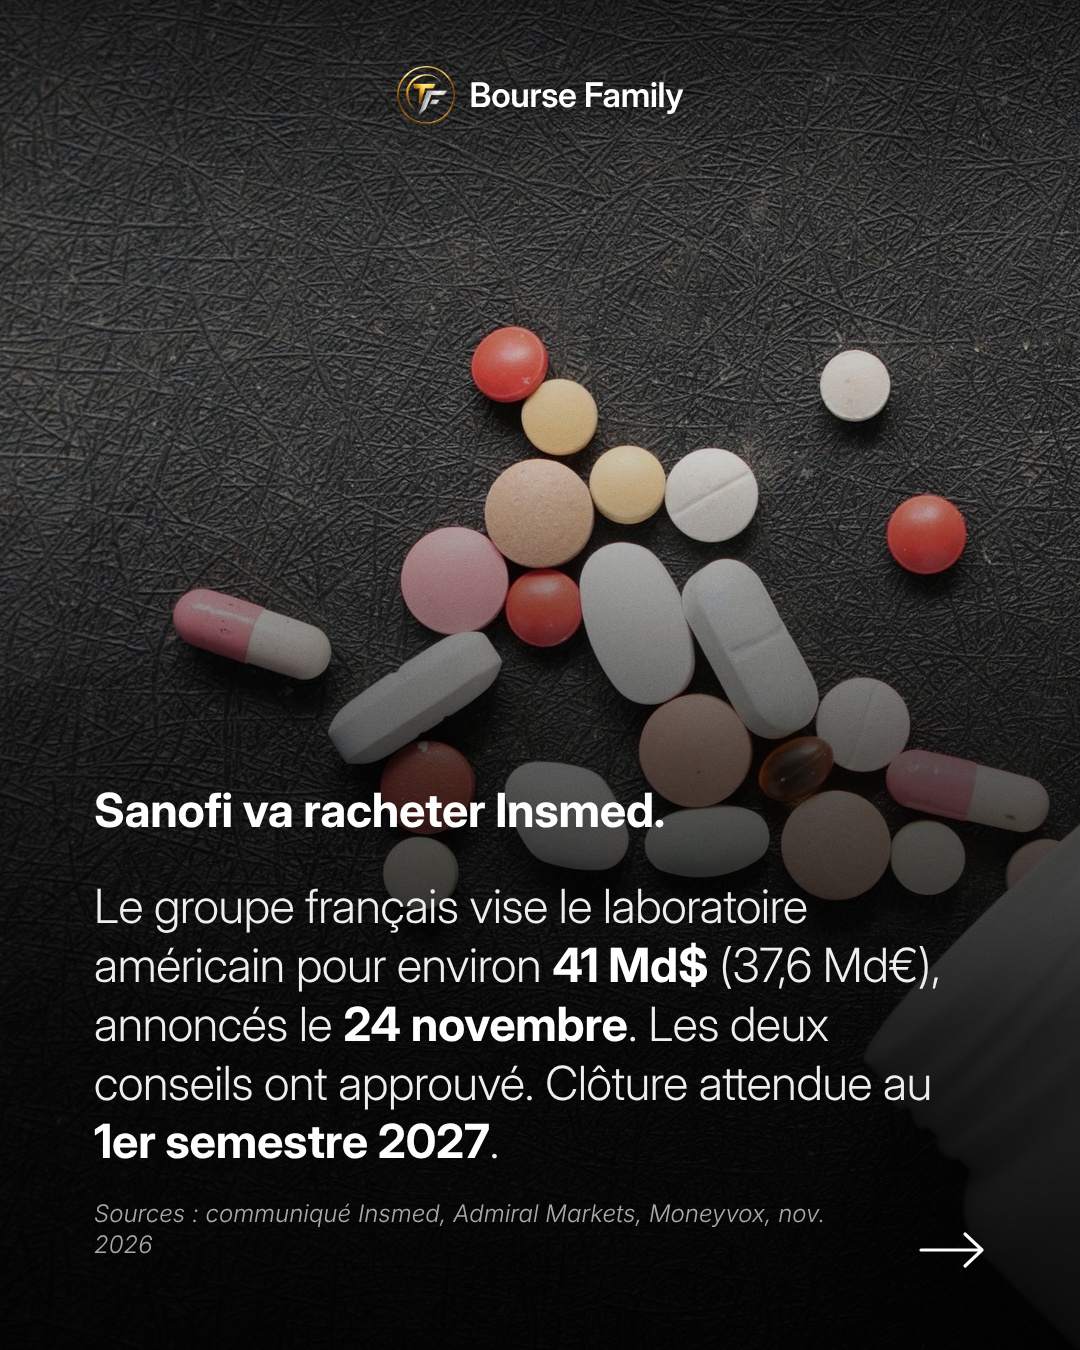 TF Bourse Family
Sanofi va racheter Insmed.
Le groupe français vise le laboratoire
américain pour environ 41 Md$ (37,6 Md€),
annoncés le 24 novembre. Les deux
conseils ont approuvé. Clôture attendue au
1er semestre 2027.
Sources : communiqué Insmed, Admiral Markets, Moneyvox, nov.
2026